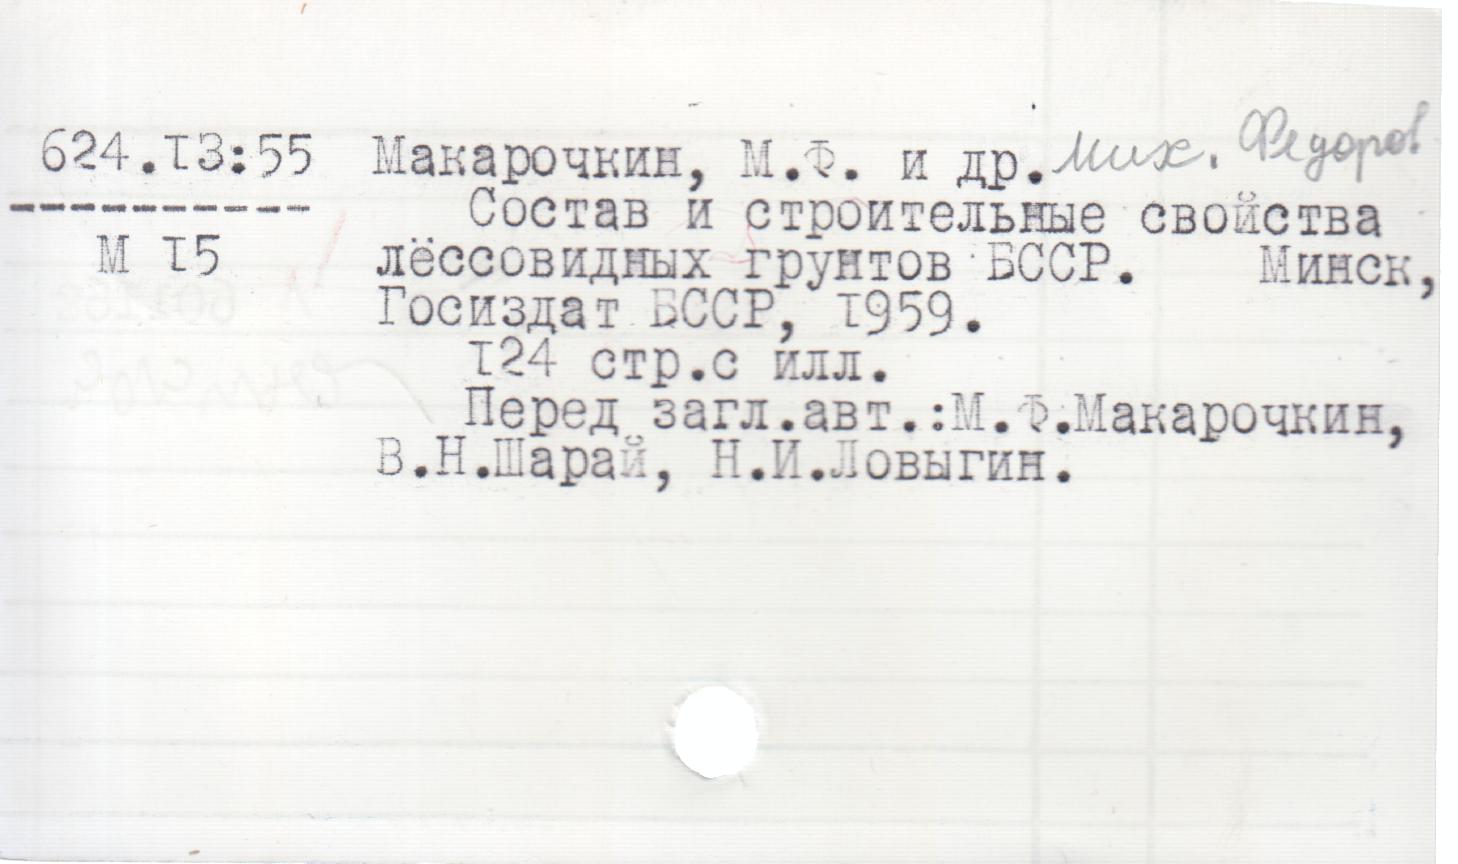 624.13:55 Макарочкин, М.Ф. и др. Мих. Федоров
Состав и строительные свойства
М 15 лёссовидных грунтов БССР. Минск,
Госиздат БССР, 1959.
124 стр.с илл.
Перед загл.авт.:М.Ф.Макарочкин,
В.Н.Шарай, Н.И.Ловыгин.